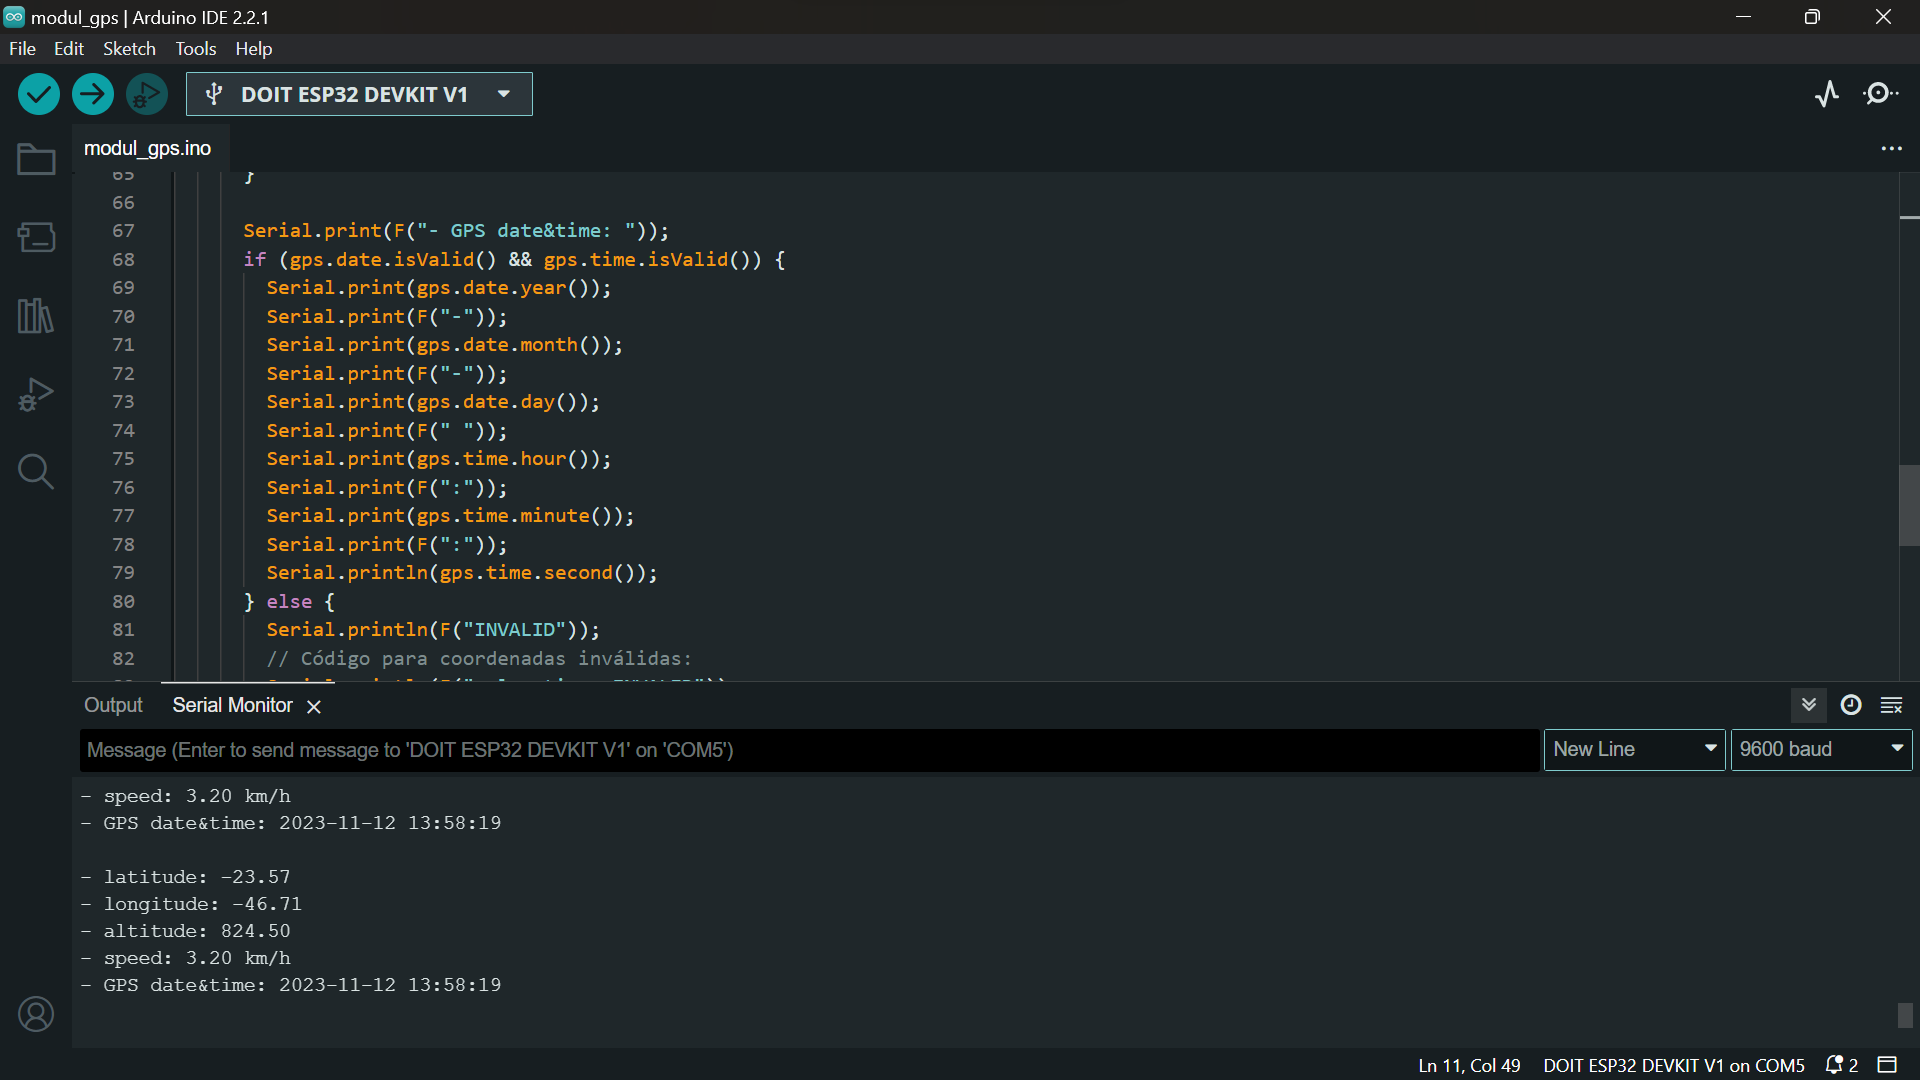 modul_gps | Arduino IDE 2.2.1
File Edit Sketch Tools Help
DOIT ESP32 DEVKIT V1
modul_gps.ino
65 }
66
67 Serial.print(F("- GPS date&time: "));
68 if (gps.date.isValid() && gps.time.isValid()) {
69 Serial.print(gps.date.year());
70 Serial.print(F("-"));
71 Serial.print(gps.date.month());
72 Serial.print(F("-"));
73 Serial.print(gps.date.day());
74 Serial.print(F(" "));
75 Serial.print(gps.time.hour());
76 Serial.print(F(":"));
77 Serial.print(gps.time.minute());
78 Serial.print(F(":"));
79 Serial.println(gps.time.second());
80 } else {
81 Serial.println(F("INVALID"));
82 // Código para coordenadas inválidas:
Output Serial Monitor
Message (Enter to send message to 'DOIT ESP32 DEVKIT V1' on 'COM5') New Line 9600 baud
- speed: 3.20 km/h
- GPS date&time: 2023-11-12 13:58:19
- latitude: -23.57
- longitude: -46.71
- altitude: 824.50
- speed: 3.20 km/h
- GPS date&time: 2023-11-12 13:58:19
Ln 11, Col 49 DOIT ESP32 DEVKIT V1 on COM5 2